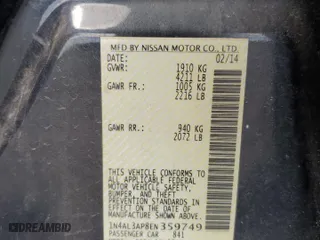 MFD BY NISSAN MOTOR CO., LTD.
DATE: 02/14
GVWR: 1910 KG
4211 LB
GAWR FR.: 1005 KG
2216 LB
GAWR RR.: 940 KG
2072 LB
THIS VEHICLE CONFORMS TO
ALL APPLICABLE FEDERAL
MOTOR VEHICLE SAFETY,
BUMPER, AND THEFT
PREVENTION STANDARDS IN
EFFECT ON THE DATE OF
MANUFACTURE SHOWN ABOVE.
1N4AL3AP8EN359749
PASSENGER CAR 841
DREAMBID